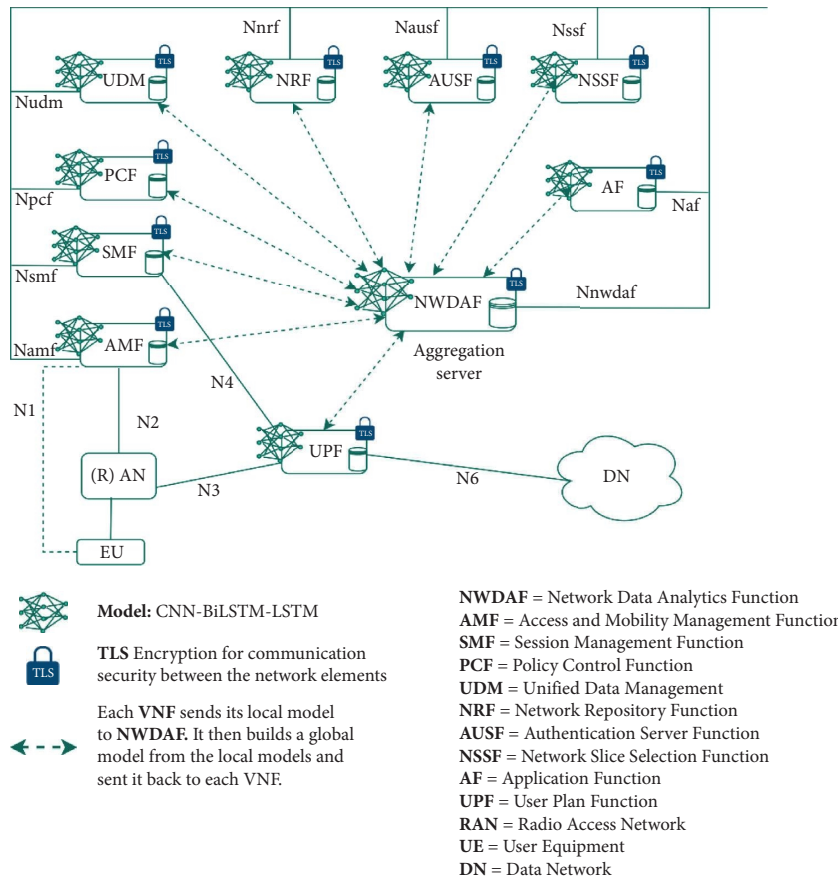 Nnrf
Nausf
Nssf
TLS
TLS
TLS
TLS
UDM
NRF
AUSF
NSSF
Nudm
TLS
PCF
TLS
AF
Npcf
Naf
TLS
SMF
Nsmf
TLS
NWDAF
Nnwdaf
TLS
AMF
Namf
Aggregation
server
N4
N1
N2
TLS
UPF
(R) AN
N3
N6
DN
EU
Model: CNN-BiLSTM-LSTM
TLS
TLS Encryption for communication
security between the network elements
Each VNF sends its local model
to NWDAF. It then builds a global
model from the local models and
sent it back to each VNF.
NWDAF = Network Data Analytics Function
AMF = Access and Mobility Management Function
SMF = Session Management Function
PCF = Policy Control Function
UDM = Unified Data Management
NRF = Network Repository Function
AUSF = Authentication Server Function
NSSF = Network Slice Selection Function
AF = Application Function
UPF = User Plan Function
RAN = Radio Access Network
UE = User Equipment
DN = Data Network